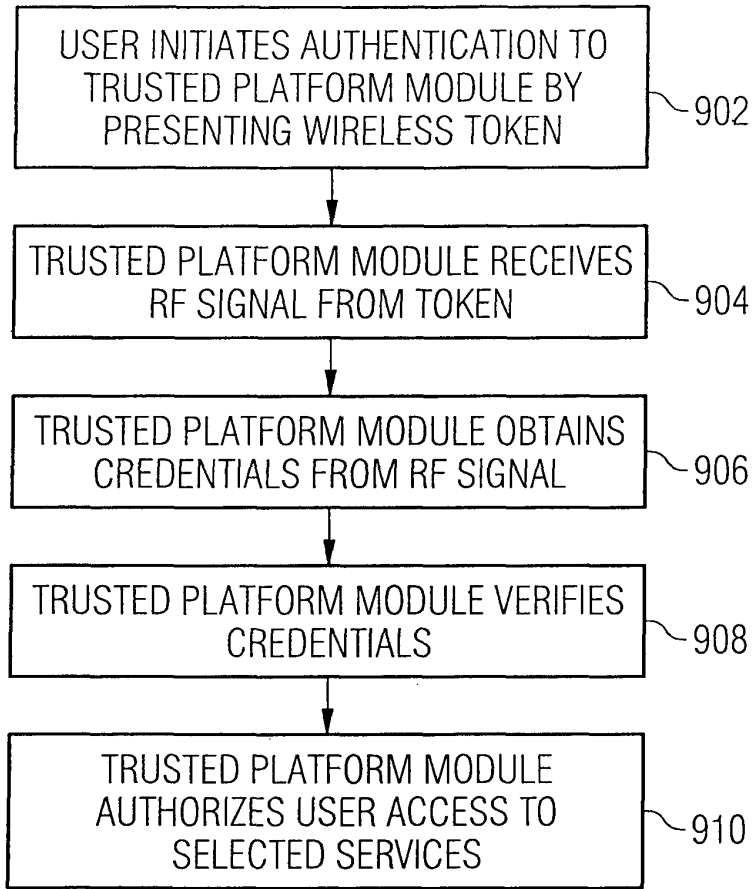 USER INITIATES AUTHENTICATION TO
TRUSTED PLATFORM MODULE BY
PRESENTING WIRELESS TOKEN
902
TRUSTED PLATFORM MODULE RECEIVES
RF SIGNAL FROM TOKEN
904
TRUSTED PLATFORM MODULE OBTAINS
CREDENTIALS FROM RF SIGNAL
906
TRUSTED PLATFORM MODULE VERIFIES
CREDENTIALS
908
TRUSTED PLATFORM MODULE
AUTHORIZES USER ACCESS TO
SELECTED SERVICES
910